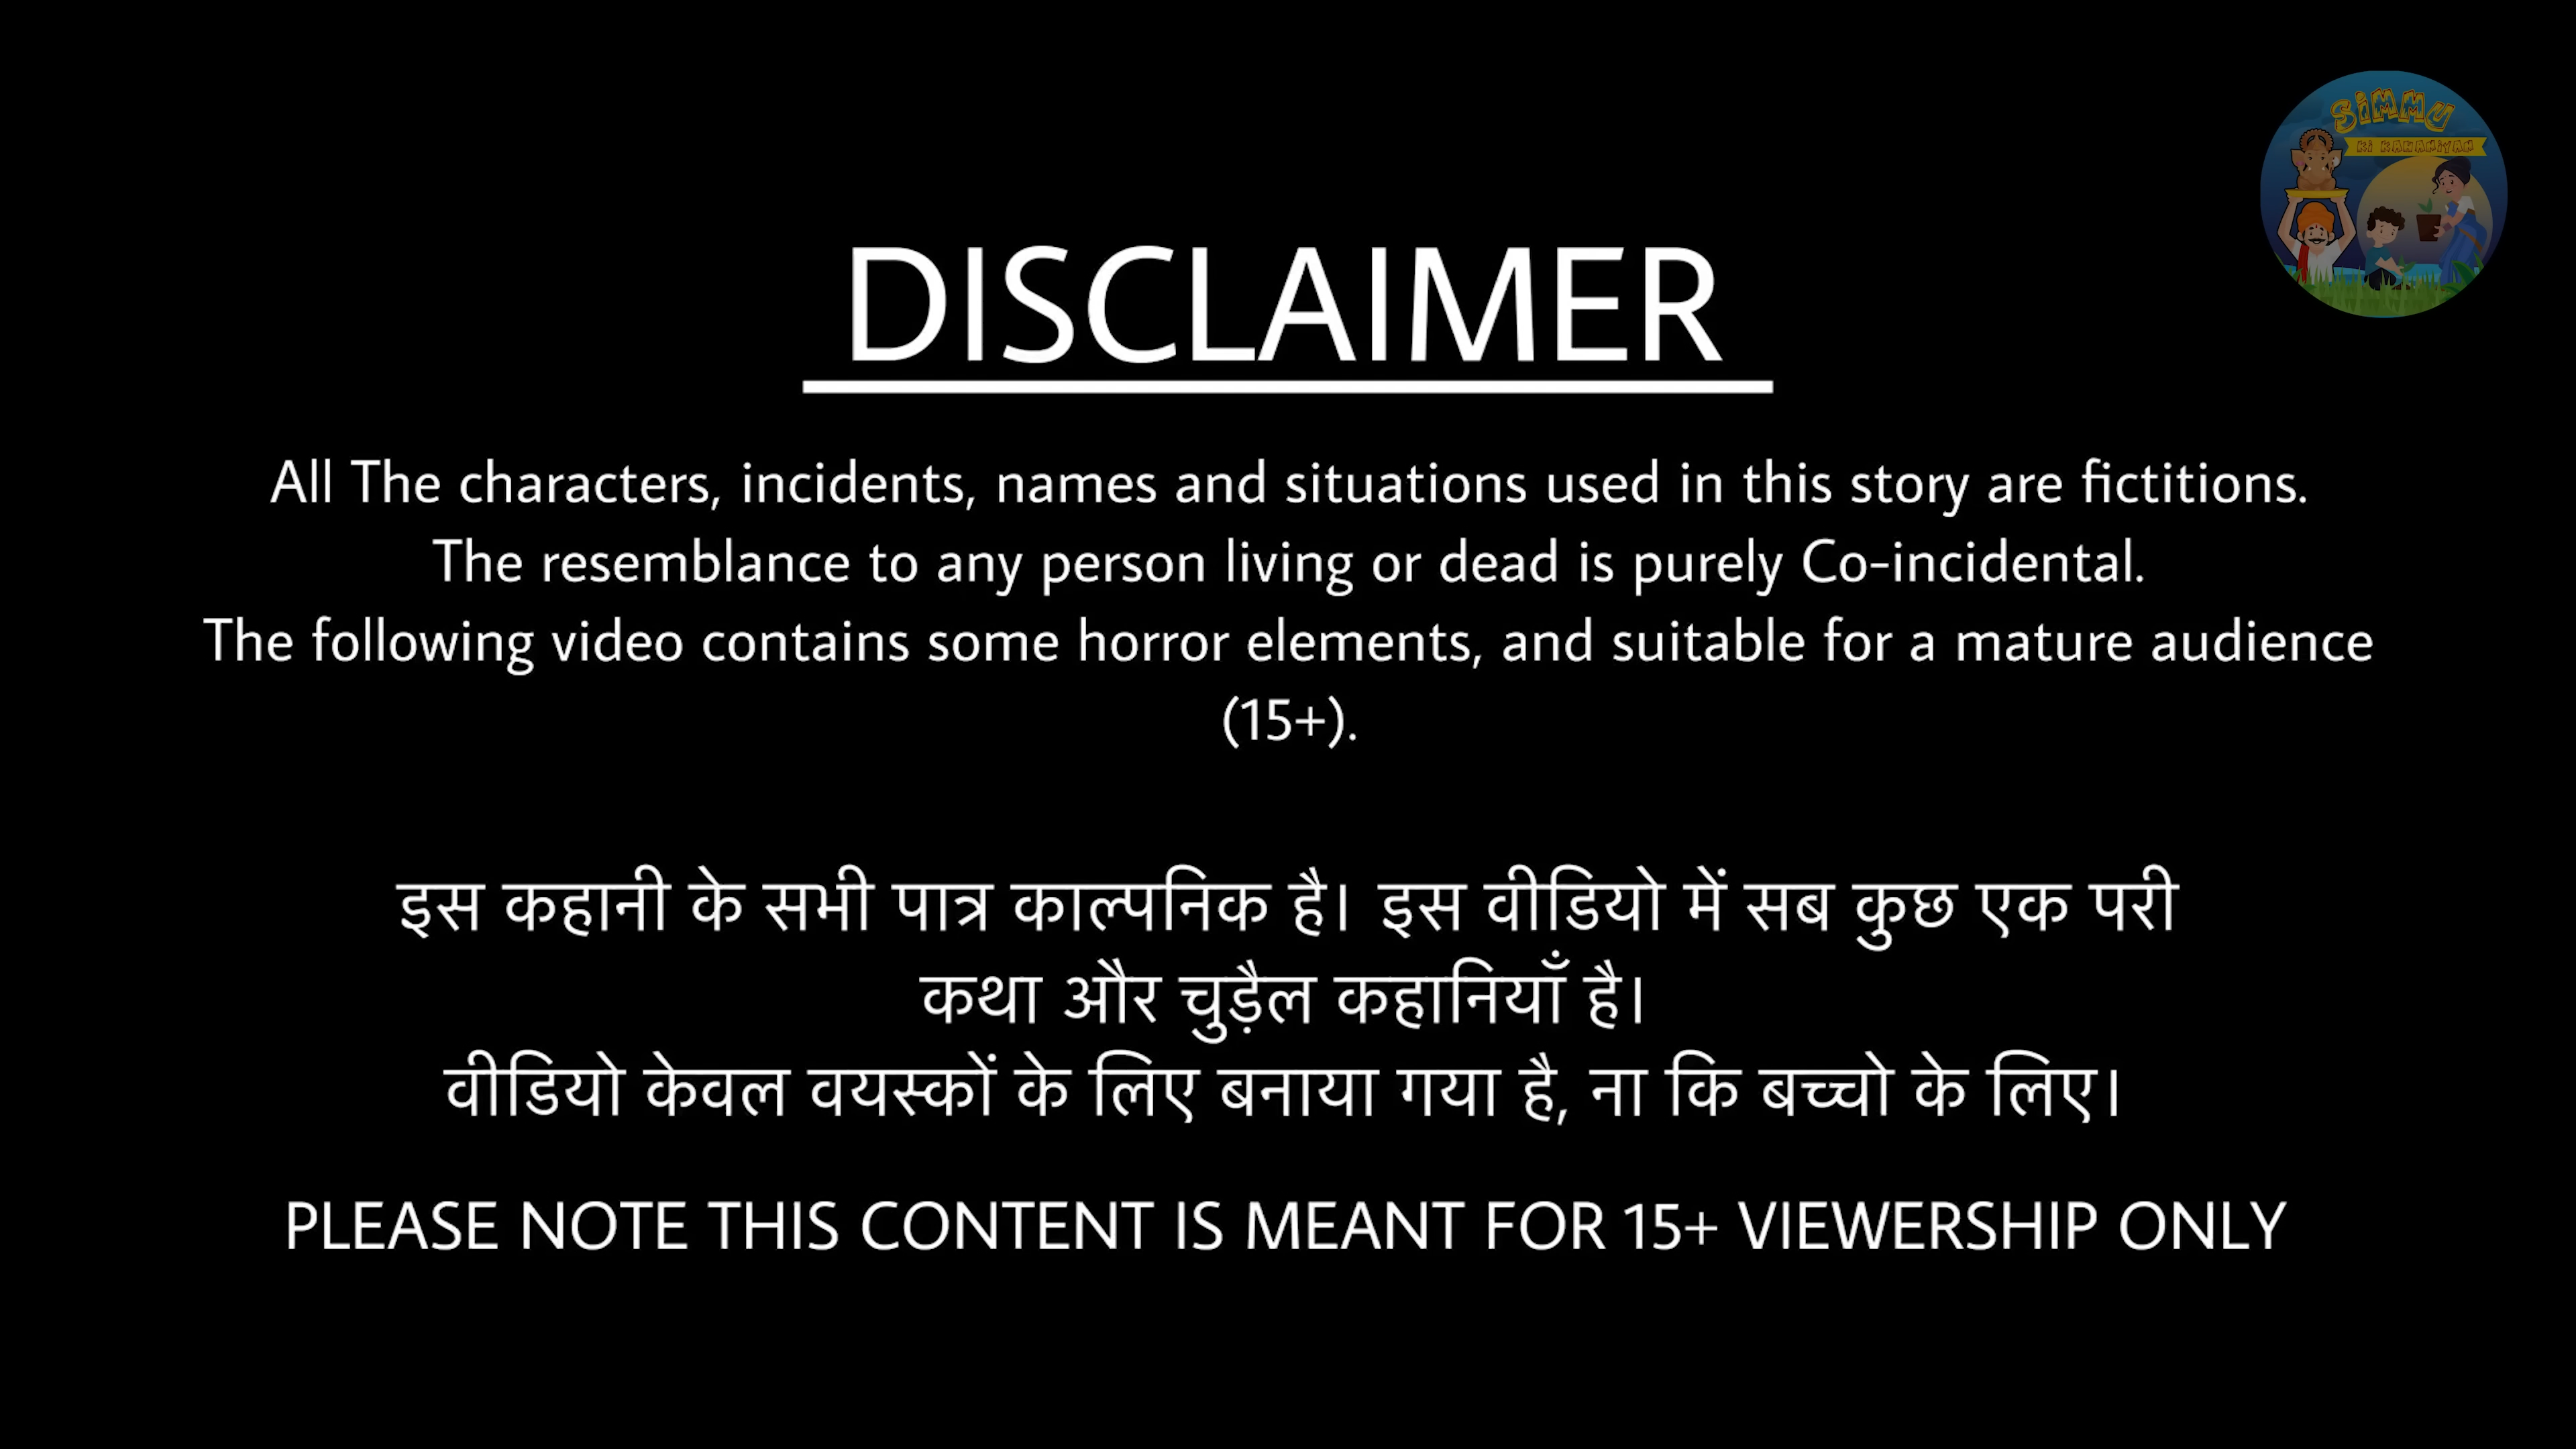 SIMMU
KI KAHANIYAN
DISCLAIMER
All The characters, incidents, names and situations used in this story are fictitions.
The resemblance to any person living or dead is purely Co-incidental.
The following video contains some horror elements, and suitable for a mature audience
(15+).
इस कहानी के सभी पात्र काल्पनिक है। इस वीडियो में सब कुछ एक परी
कथा और चुड़ैल कहानियाँ है।
वीडियो केवल वयस्कों के लिए बनाया गया है, ना कि बच्चो के लिए।
PLEASE NOTE THIS CONTENT IS MEANT FOR 15+ VIEWERSHIP ONLY